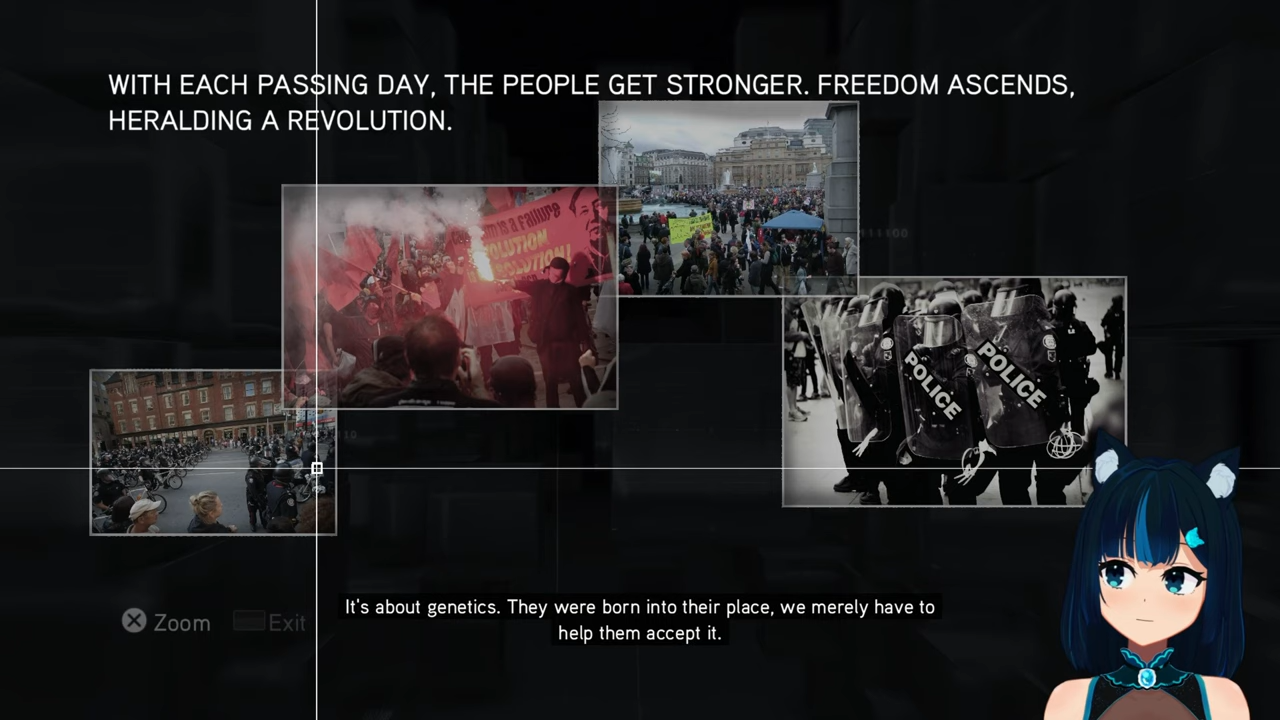 WITH EACH PASSING DAY, THE PEOPLE GET STRONGER. FREEDOM ASCENDS,
HERALDING A REVOLUTION.
POLICE
POLICE
It's about genetics. They were born into their place, we merely have to
help them accept it.
Zoom
Exit